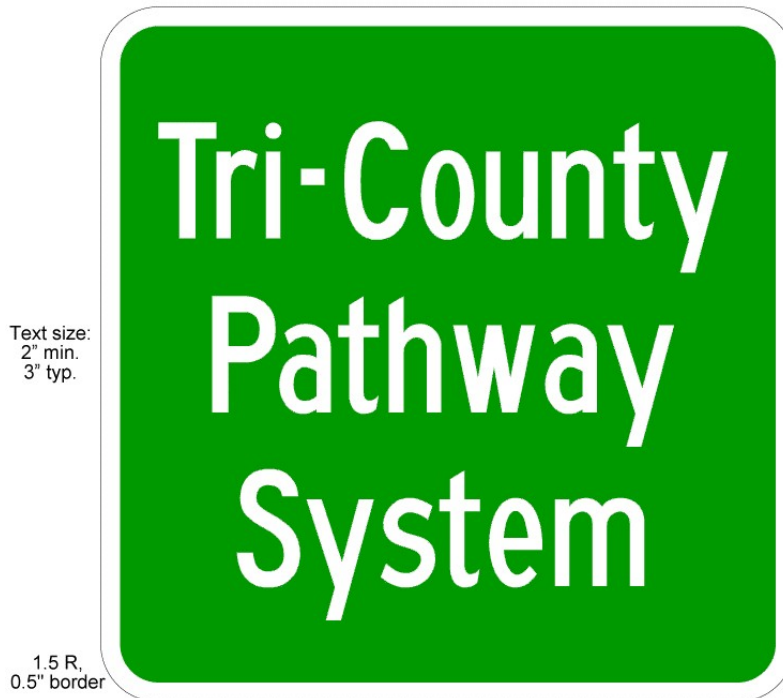 Tri-County
Pathway
System
Text size:
2” min.
3” typ.
1.5 R,
0.5" border